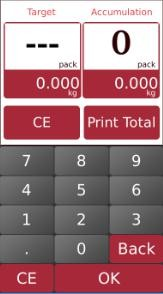 Target Accumulation
--- 0
pack pack
0.000 0.000
kg kg
CE Print Total
7 8 9
4 5 6
1 2 3
. 0 Back
CE OK